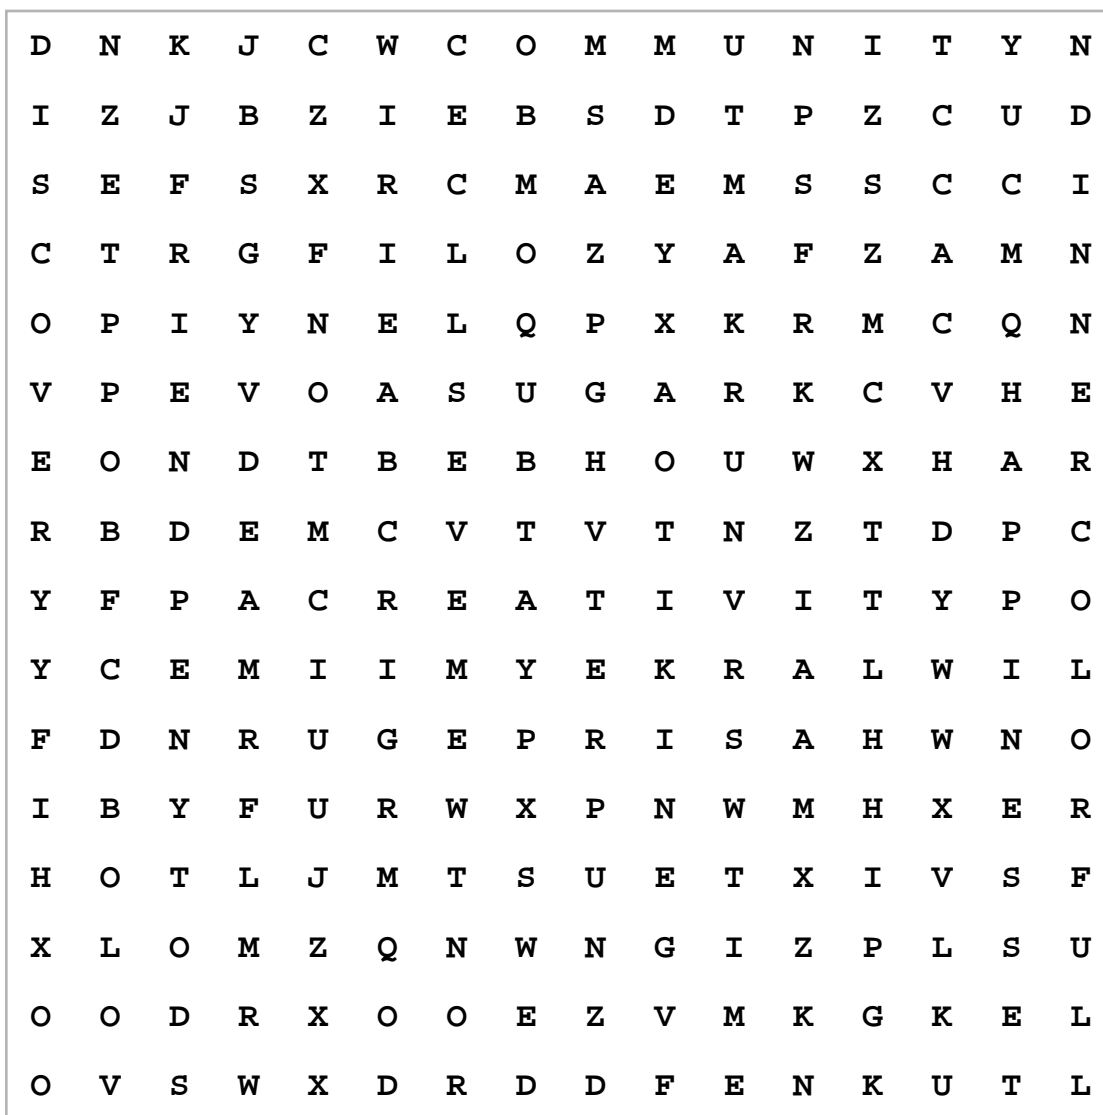 D N K J C W C O M M U N I T Y N
I Z J B Z I E B S D T P Z C U D
S E F S X R C M A E M S S C C I
C T R G F I L O Z Y A F Z A M N
O P I Y N E L Q P X K R M C Q N
V P E V O A S U G A R K C V H E
E O N D T B E B H O U W X H A R
R B D E M C V T V T N Z T D P C
Y F P A C R E A T I V I T Y P O
Y C E M I I M Y E K R A L W I L
F D N R U G E P R I S A H W N O
I B Y F U R W X P N W M H X E R
H O T L J M T S U E T X I V S F
X L O M Z Q N W N G I Z P L S U
O O D R X O O E Z V M K G K E L
O V S W X D R D D F E N K U T L